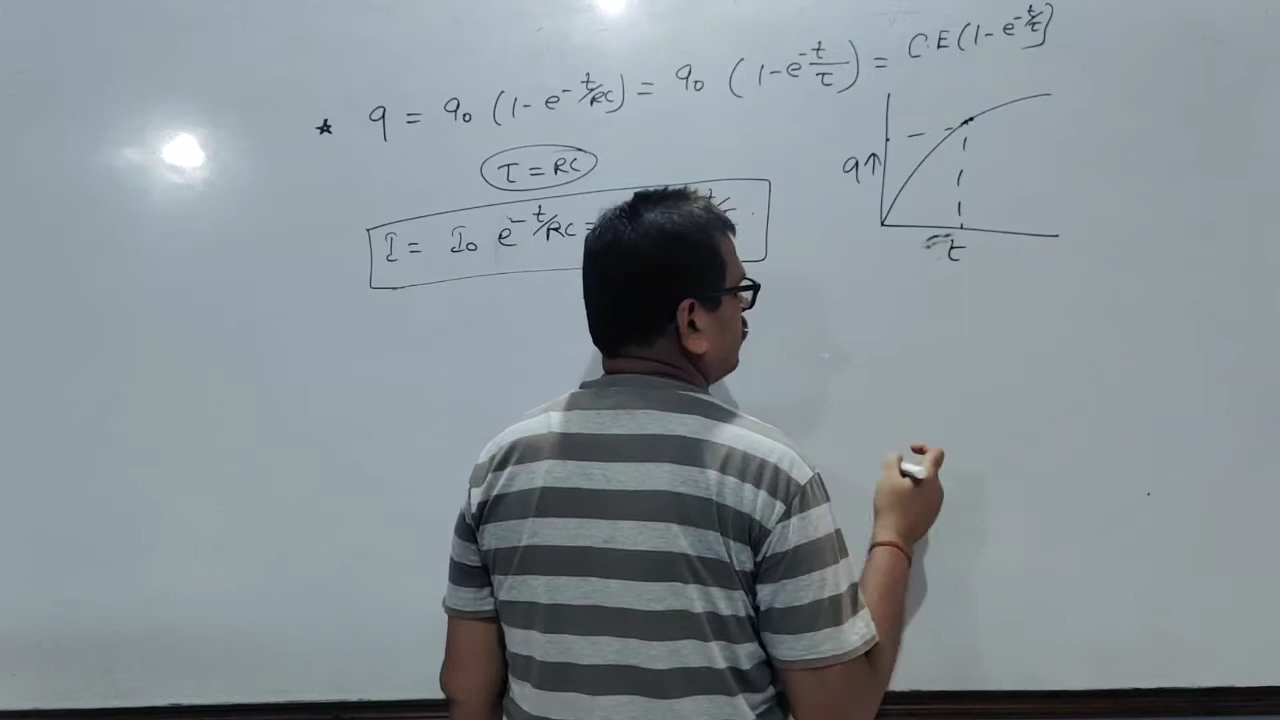 ★ q = q₀ (1 - e^-t/RC) = q₀ (1 - e^-t/τ) = C.E (1 - e^-t/τ)
τ = RC
I = I₀ e^-t/RC =
q↑
t